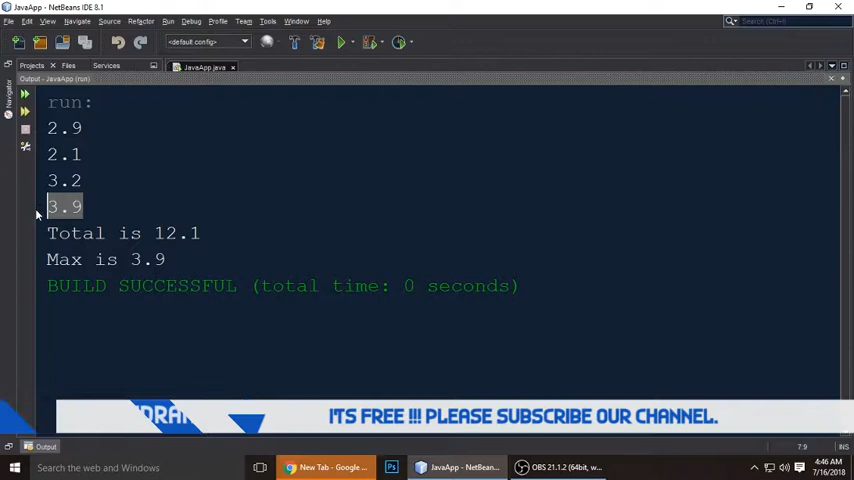 JavaApp - NetBeans IDE 8.1
File Edit View Navigate Source Refactor Run Debug Profile Team Tools Window Help
Search (Ctrl+I)
<default config>
Projects Files Services JavaApp.java
Output - JavaApp (run)
Navigator
run:
2.9
2.1
3.2
3.9
Total is 12.1
Max is 3.9
BUILD SUCCESSFUL (total time: 0 seconds)
ITS FREE !!! PLEASE SUBSCRIBE OUR CHANNEL.
Output
7:9 INS
Search the web and Windows
New Tab - Google ...
Ps
JavaApp - NetBean...
OBS 21.1.2 (64bit, w...
4:46 AM
7/16/2018